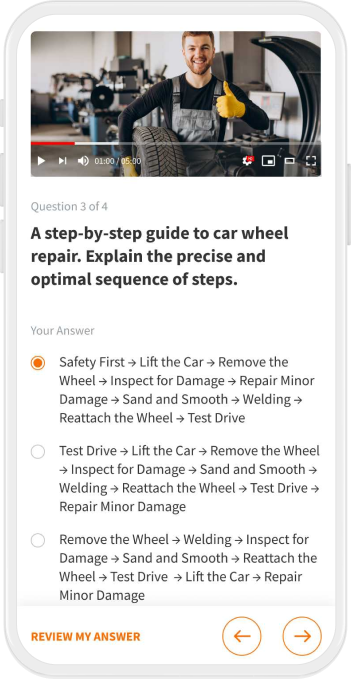 01:00 / 05:00
Question 3 of 4
A step-by-step guide to car wheel
repair. Explain the precise and
optimal sequence of steps.
Your Answer
Safety First → Lift the Car → Remove the
Wheel → Inspect for Damage → Repair Minor
Damage → Sand and Smooth → Welding →
Reattach the Wheel → Test Drive
Test Drive → Lift the Car → Remove the Wheel
→ Inspect for Damage → Sand and Smooth →
Welding → Reattach the Wheel → Test Drive →
Repair Minor Damage
Remove the Wheel → Welding → Inspect for
Damage → Sand and Smooth → Reattach the
Wheel → Test Drive → Lift the Car → Repair
Minor Damage
REVIEW MY ANSWER